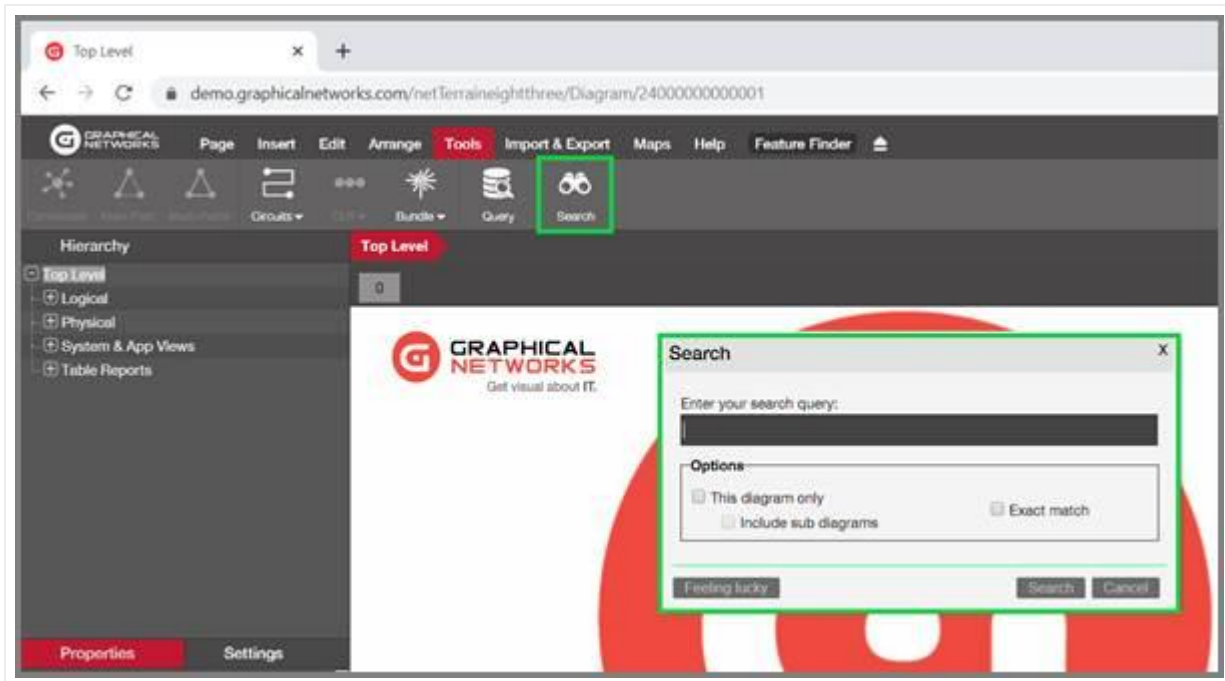 Top Level × +
demo.graphicalnetworks.com/netTerraineightthree/Diagram/24000000000001
GRAPHICAL NETWORKS Page Insert Edit Arrange Tools Import & Export Maps Help Feature Finder
Circuits Bundle Query Search
Hierarchy Top Level
Top Level
0
Logical
Physical
System & App Views
Table Reports
GRAPHICAL
NETWORKS
Get visual about IT.
Search X
Enter your search query:
Options
This diagram only
Exact match
Include sub diagrams
Feeling lucky Search Cancel
Properties Settings